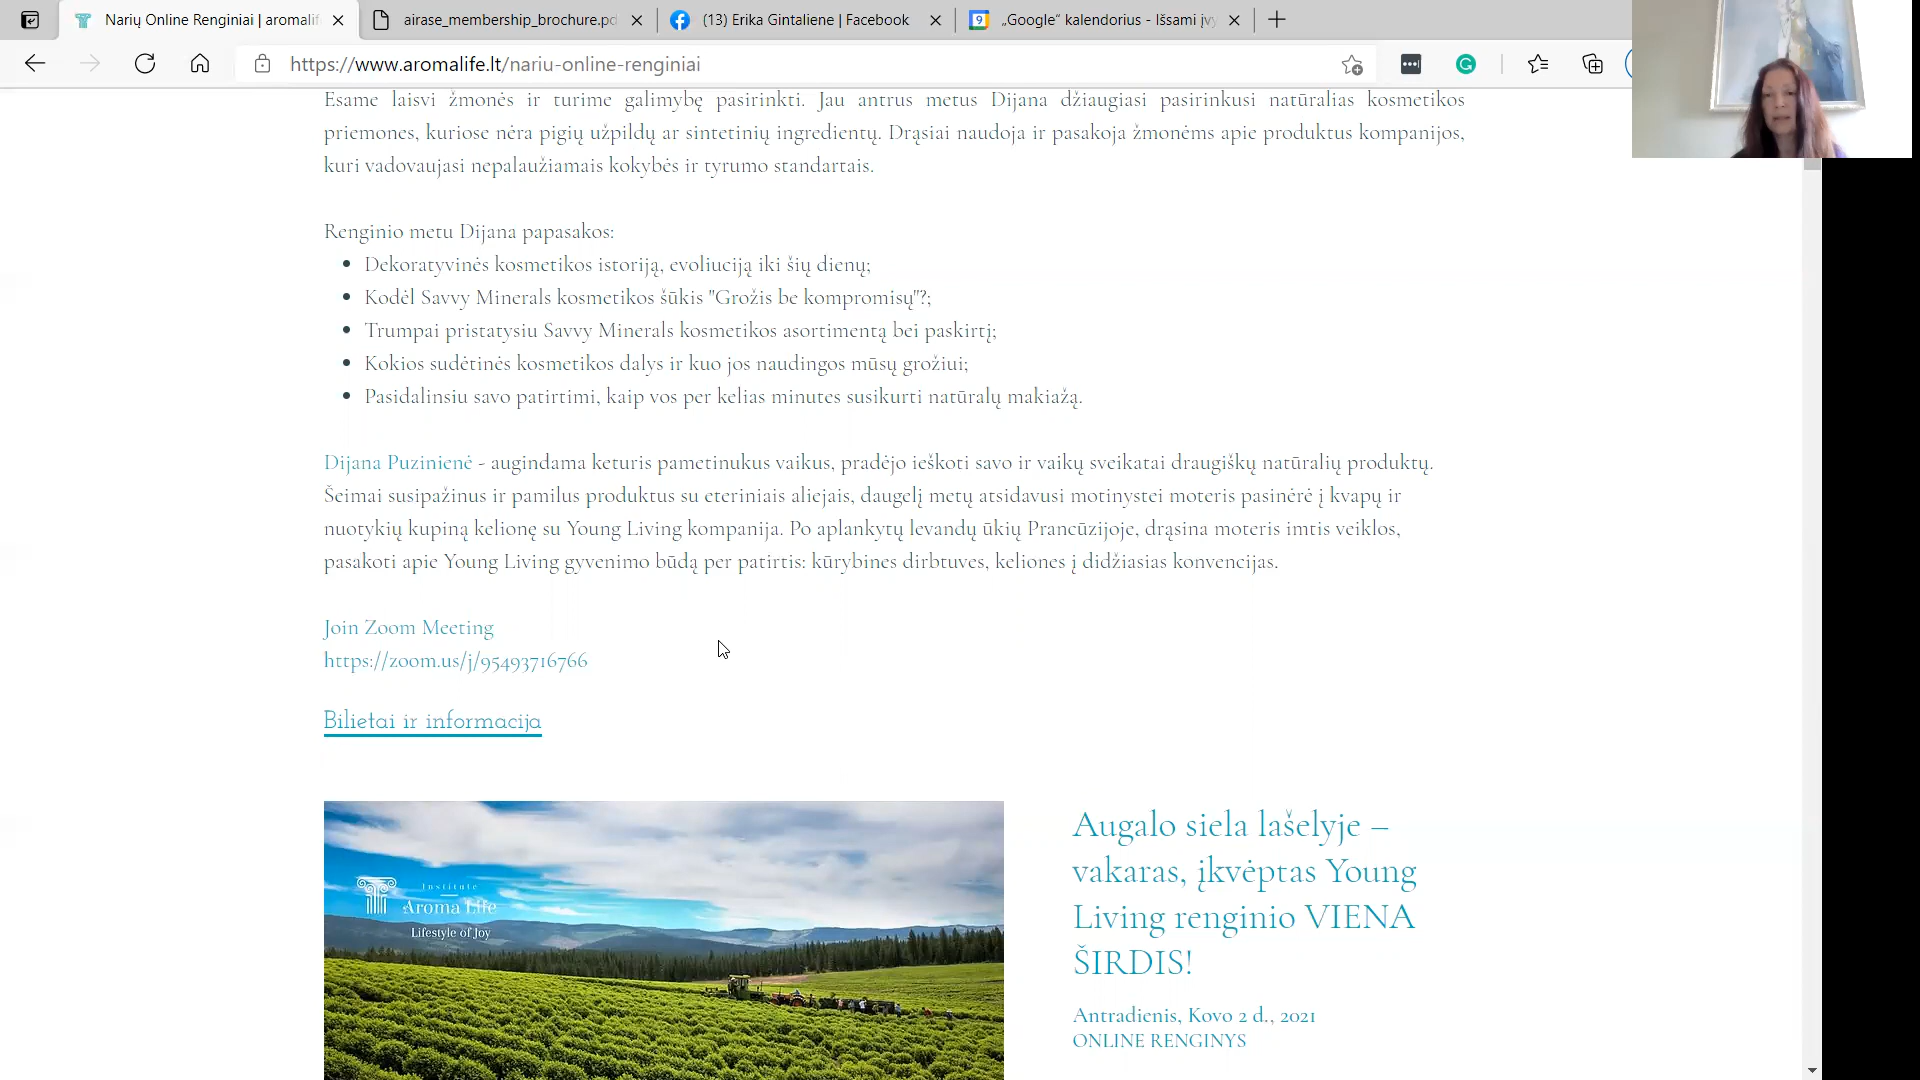 Narių Online Renginiai | aromalif
airase_membership_brochure.pd
(13) Erika Gintaliene | Facebook
9
„Google“ kalendorius - Išsami įv
https://www.aromalife.lt/nariu-online-renginiai
Esame laisvi žmonės ir turime galimybę pasirinkti. Jau antrus metus Dijana džiaugiasi pasirinkusi natūralias kosmetikos
priemones, kuriose nėra pigių užpildų ar sintetinių ingredientų. Drąsiai naudoja ir pasakoja žmonėms apie produktus kompanijos,
kuri vadovaujasi nepalaužiamais kokybės ir tyrumo standartais.
Renginio metu Dijana papasakos:
• Dekoratyvinės kosmetikos istoriją, evoliuciją iki šių dienų;
• Kodėl Savvy Minerals kosmetikos šūkis "Grožis be kompromisų"?;
• Trumpai pristatysiu Savvy Minerals kosmetikos asortimentą bei paskirtį;
• Kokios sudėtinės kosmetikos dalys ir kuo jos naudingos mūsų grožiui;
• Pasidalinsiu savo patirtimi, kaip vos per kelias minutes susikurti natūralų makiažą.
Dijana Puzinienė - augindama keturis pametinukus vaikus, pradėjo ieškoti savo ir vaikų sveikatai draugiškų natūralių produktų.
Šeimai susipažinus ir pamilus produktus su eteriniais aliejais, daugelį metų atsidavusi motinystei moteris pasinėrė į kvapų ir
nuotykių kupiną kelionę su Young Living kompanija. Po aplankytų levandų ūkių Prancūzijoje, drąsina moteris imtis veiklos,
pasakoti apie Young Living gyvenimo būdą per patirtis: kūrybines dirbtuves, keliones į didžiasias konvencijas.
Join Zoom Meeting
https://zoom.us/j/95493716766
Bilietai ir informacija
Institute
Aroma Life
Lifestyle of Joy
Augalo siela lašelyje –
vakaras, įkvėptas Young
Living renginio VIENA
ŠIRDIS!
Antradienis, Kovo 2 d., 2021
ONLINE RENGINYS